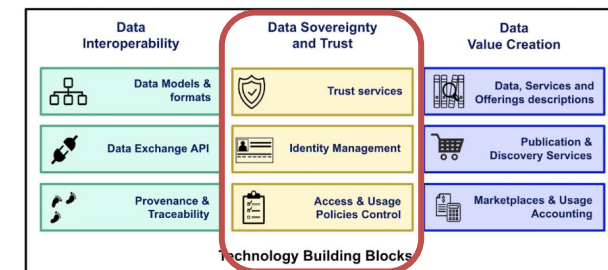 Data
Interoperability
Data Sovereignty
and Trust
Data
Value Creation
Data Models &
formats
Trust services
Data, Services and
Offerings descriptions
Data Exchange API
Identity Management
Publication &
Discovery Services
Provenance &
Traceability
Access & Usage
Policies Control
Marketplaces & Usage
Accounting
Technology Building Blocks